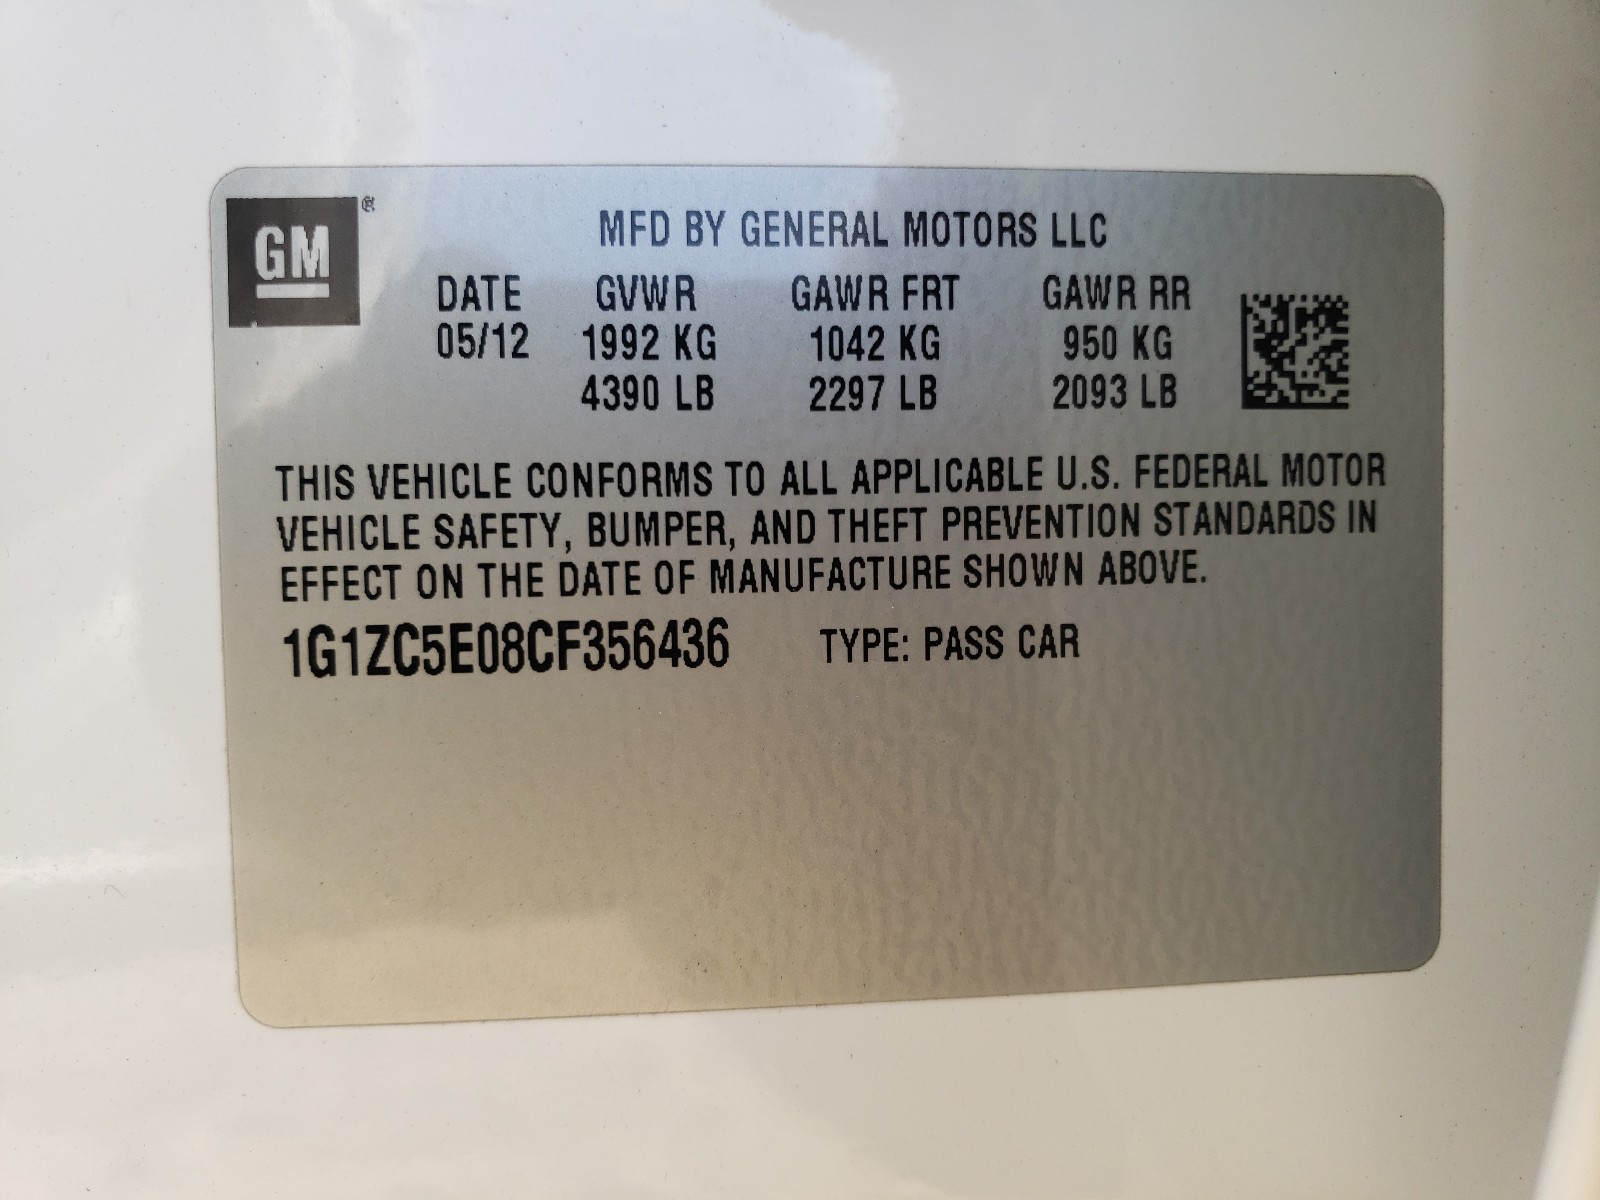 GM ®
MFD BY GENERAL MOTORS LLC
DATE GVWR GAWR FRT GAWR RR
05/12 1992 KG 1042 KG 950 KG
4390 LB 2297 LB 2093 LB
THIS VEHICLE CONFORMS TO ALL APPLICABLE U.S. FEDERAL MOTOR
VEHICLE SAFETY, BUMPER, AND THEFT PREVENTION STANDARDS IN
EFFECT ON THE DATE OF MANUFACTURE SHOWN ABOVE.
1G1ZC5E08CF356436 TYPE: PASS CAR